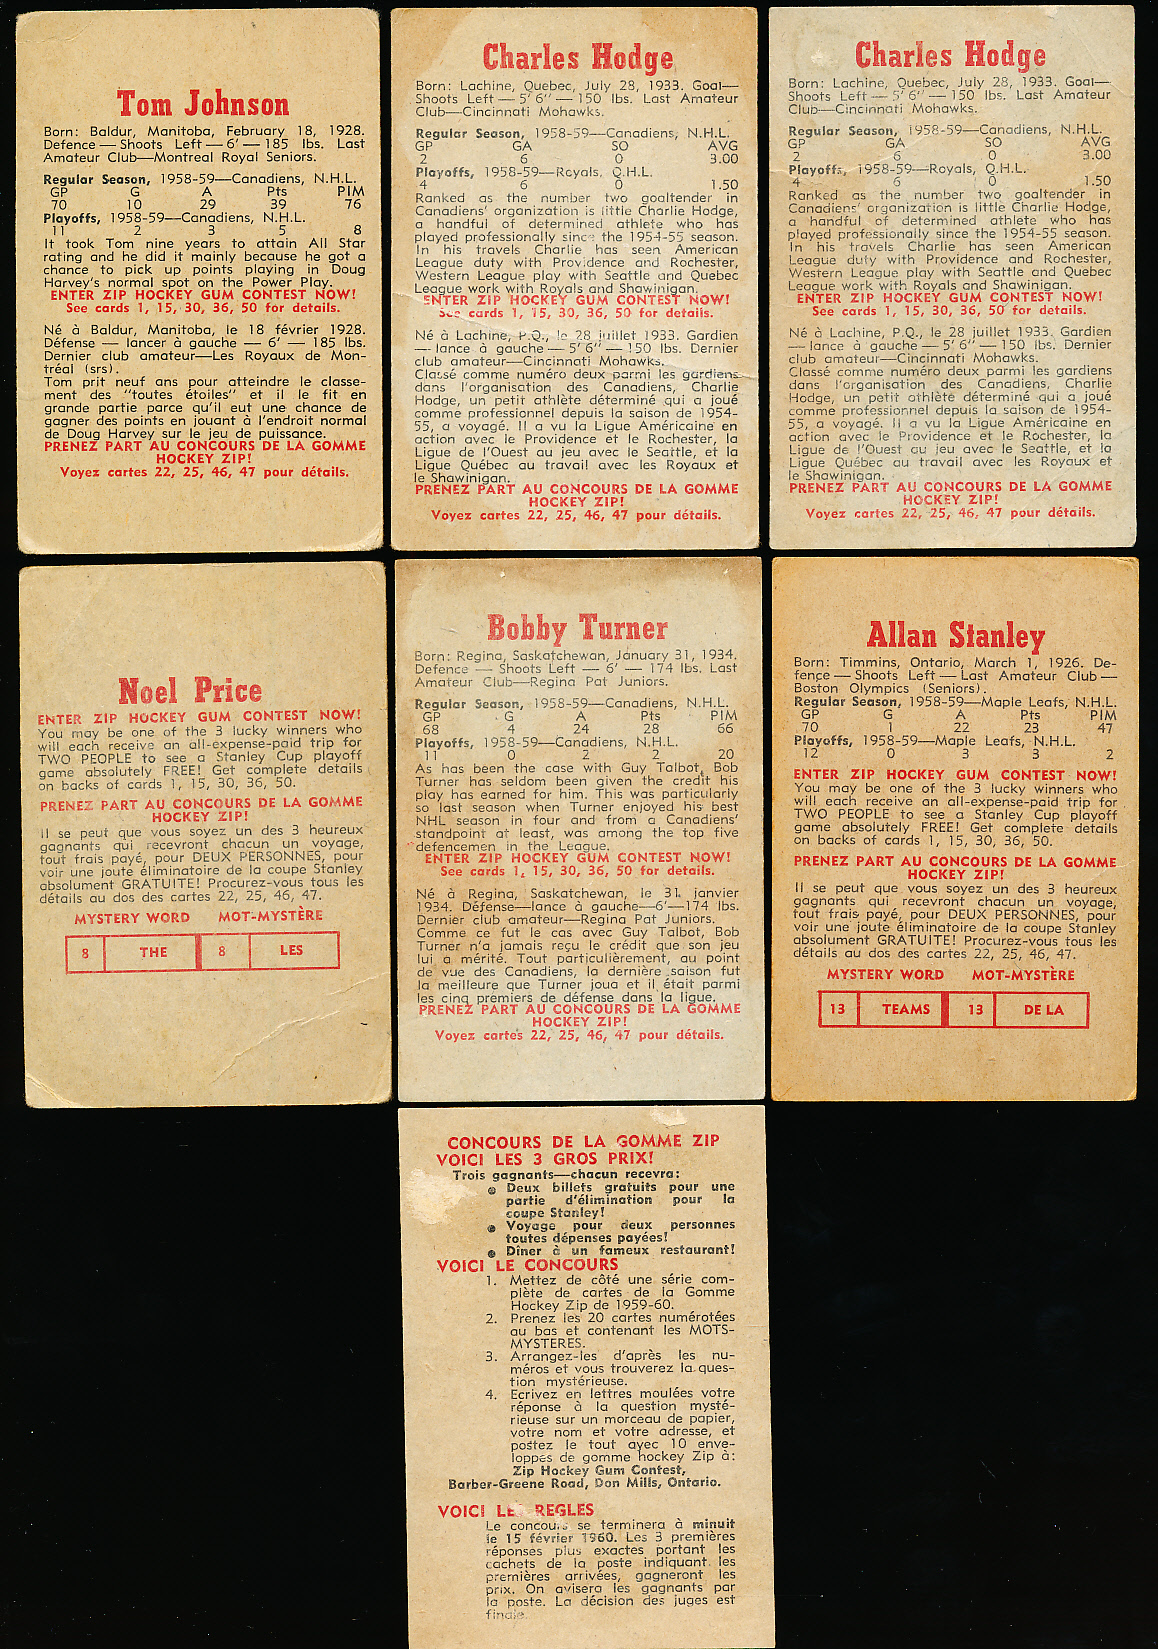 Tom Johnson
Born: Baldur, Manitoba, February 18, 1928.
Defence — Shoots Left — 6' — 185 lbs. Last
Amateur Club—Montreal Royal Seniors.
Regular Season, 1958-59—Canadiens, N.H.L.
GP G A Pts PIM
70 10 29 39 76
Playoffs, 1958-59—Canadiens, N.H.L.
11 2 3 5 8
It took Tom nine years to attain All Star
rating and he did it mainly because he got a
chance to pick up points playing in Doug
Harvey's normal spot on the Power Play.
ENTER ZIP HOCKEY GUM CONTEST NOW!
See cards 1, 15, 30, 36, 50 for details.
Né à Baldur, Manitoba, le 18 février 1928.
Défense — lancer à gauche — 6' — 185 lbs.
Dernier club amateur—Les Royaux de Mon-
tréal (srs).
Tom prit neuf ans pour atteindre le classe-
ment des "toutes étoiles" et il le fit en
grande partie parce qu'il eut une chance de
gagner des points en jouant à l'endroit normal
de Doug Harvey sur le jeu de puissance.
PRENEZ PART AU CONCOURS DE LA GOMME
HOCKEY ZIP!
Voyez cartes 22, 25, 46, 47 pour détails.
Charles Hodge
Born: Lachine, Quebec, July 28, 1933. Goal—
Shoots Left — 5' 6" — 150 lbs. Last Amateur
Club—Cincinnati Mohawks.
Regular Season, 1958-59—Canadiens, N.H.L.
GP GA SO AVG
2 6 0 3.00
Playoffs, 1958-59—Royals, Q.H.L.
4 6 0 1.50
Ranked as the number two goaltender in
Canadiens' organization is little Charlie Hodge,
a handful of determined athlete who has
played professionally since the 1954-55 season.
In his travels Charlie has seen American
League duty with Providence and Rochester,
Western League play with Seattle and Quebec
League work with Royals and Shawinigan.
ENTER ZIP HOCKEY GUM CONTEST NOW!
See cards 1, 15, 30, 36, 50 for details.
Né à Lachine, P.Q., le 28 juillet 1933. Gardien
— lance à gauche — 5' 6" — 150 lbs. Dernier
club amateur—Cincinnati Mohawks.
Classé comme numéro deux parmi les gardiens
dans l'organisation des Canadiens, Charlie
Hodge, un petit athlète déterminé qui a joué
comme professionnel depuis la saison de 1954-
55, a voyagé. Il a vu la Ligue Américaine en
action avec le Providence et le Rochester, la
Ligue de l'Ouest au jeu avec le Seattle, et la
Ligue Québec au travail avec les Royaux et
le Shawinigan.
PRENEZ PART AU CONCOURS DE LA GOMME
HOCKEY ZIP!
Voyez cartes 22, 25, 46, 47 pour détails.
Charles Hodge
Born: Lachine, Quebec, July 28, 1933. Goal—
Shoots Left — 5' 6" — 150 lbs. Last Amateur
Club—Cincinnati Mohawks.
Regular Season, 1958-59—Canadiens, N.H.L.
GP GA SO AVG
2 6 0 3.00
Playoffs, 1958-59—Royals, Q.H.L.
4 6 0 1.50
Ranked as the number two goaltender in
Canadiens' organization is little Charlie Hodge,
a handful of determined athlete who has
played professionally since the 1954-55 season.
In his travels Charlie has seen American
League duty with Providence and Rochester,
Western League play with Seattle and Quebec
League work with Royals and Shawinigan.
ENTER ZIP HOCKEY GUM CONTEST NOW!
See cards 1, 15, 30, 36, 50 for details.
Né à Lachine, P.Q., le 28 juillet 1933. Gardien
— lance à gauche — 5' 6" — 150 lbs. Dernier
club amateur—Cincinnati Mohawks.
Classé comme numéro deux parmi les gardiens
dans l'organisation des Canadiens, Charlie
Hodge, un petit athlète déterminé qui a joué
comme professionnel depuis la saison de 1954-
55, a voyagé. Il a vu la Ligue Américaine en
action avec le Providence et le Rochester, la
Ligue de l'Ouest au jeu avec le Seattle, et la
Ligue Québec au travail avec les Royaux et
le Shawinigan.
PRENEZ PART AU CONCOURS DE LA GOMME
HOCKEY ZIP!
Voyez cartes 22, 25, 46, 47 pour détails.
Noel Price
ENTER ZIP HOCKEY GUM CONTEST NOW!
You may be one of the 3 lucky winners who
will each receive an all-expense-paid trip for
TWO PEOPLE to see a Stanley Cup playoff
game absolutely FREE! Get complete details
on backs of cards 1, 15, 30, 36, 50.
PRENEZ PART AU CONCOURS DE LA GOMME
HOCKEY ZIP!
Il se peut que vous soyez un des 3 heureux
gagnants qui recevront chacun un voyage,
tout frais payé, pour DEUX PERSONNES, pour
voir une joute éliminatoire de la coupe Stanley
absolument GRATUITE! Procurez-vous tous les
détails au dos des cartes 22, 25, 46, 47.
MYSTERY WORD MOT-MYSTÈRE
8 THE 8 LES
Bobby Turner
Born: Regina, Saskatchewan, January 31, 1934.
Defence — Shoots Left — 6' — 174 lbs. Last
Amateur Club—Regina Pat Juniors.
Regular Season, 1958-59—Canadiens, N.H.L.
GP G A Pts PIM
68 4 24 28 66
Playoffs, 1958-59—Canadiens, N.H.L.
11 0 2 2 20
As has been the case with Guy Talbot, Bob
Turner has seldom been given the credit his
play has earned for him. This was particularly
so last season when Turner enjoyed his best
NHL season in four and from a Canadiens'
standpoint at least, was among the top five
defencemen in the League.
ENTER ZIP HOCKEY GUM CONTEST NOW!
See cards 1, 15, 30, 36, 50 for details.
Né à Regina, Saskatchewan, le 31 janvier
1934. Défense—lance à gauche—6'—174 lbs.
Dernier club amateur—Regina Pat Juniors.
Comme ce fut le cas avec Guy Talbot, Bob
Turner n'a jamais reçu le crédit que son jeu
lui a mérité. Tout particulièrement, au point
de vue des Canadiens, la dernière saison fut
la meilleure que Turner joua et il était parmi
les cinq premiers de défense dans la ligue.
PRENEZ PART AU CONCOURS DE LA GOMME
HOCKEY ZIP!
Voyez cartes 22, 25, 46, 47 pour détails.
Allan Stanley
Born: Timmins, Ontario, March 1, 1926. De-
fence — Shoots Left — Last Amateur Club —
Boston Olympics (Seniors).
Regular Season, 1958-59—Maple Leafs, N.H.L.
GP G A Pts PIM
70 1 22 23 47
Playoffs, 1958-59—Maple Leafs, N.H.L.
12 0 3 3 2
ENTER ZIP HOCKEY GUM CONTEST NOW!
You may be one of the 3 lucky winners who
will each receive an all-expense-paid trip for
TWO PEOPLE to see a Stanley Cup playoff
game absolutely FREE! Get complete details
on backs of cards 1, 15, 30, 36, 50.
PRENEZ PART AU CONCOURS DE LA GOMME
HOCKEY ZIP!
Il se peut que vous soyez un des 3 heureux
gagnants qui recevront chacun un voyage,
tout frais payé, pour DEUX PERSONNES, pour
voir une joute éliminatoire de la coupe Stanley
absolument GRATUITE! Procurez-vous tous les
détails au dos des cartes 22, 25, 46, 47.
MYSTERY WORD MOT-MYSTÈRE
13 TEAMS 13 DE LA
CONCOURS DE LA GOMME ZIP
VOICI LES 3 GROS PRIX!
Trois gagnants—chacun recevra:
Deux billets gratuits pour une
partie d'élimination pour la
coupe Stanley!
Voyage pour deux personnes
toutes dépenses payées!
Diner à un fameux restaurant!
VOICI LE CONCOURS
1. Mettez de côté une série com-
plète de cartes de la Gomme
Hockey Zip de 1959-60.
2. Prenez les 20 cartes numérotées
au bas et contenant les MOTS-
MYSTERES.
3. Arrangez-les d'après les nu-
méros et vous trouverez la ques-
tion mystérieuse.
4. Ecrivez en lettres moulées votre
réponse à la question mysté-
rieuse sur un morceau de papier,
votre nom et votre adresse, et
postez le tout avec 10 enve-
loppes de gomme hockey Zip à:
Zip Hockey Gum Contest,
Barber-Greene Road, Don Mills, Ontario.
VOICI LES REGLES
Le concours se terminera à minuit
le 15 février 1960. Les 3 premières
réponses plus exactes portant les
cachets de la poste indiquant les
premières arrivées, gagneront les
prix. On avisera les gagnants par
la poste. La décision des juges est
finale.